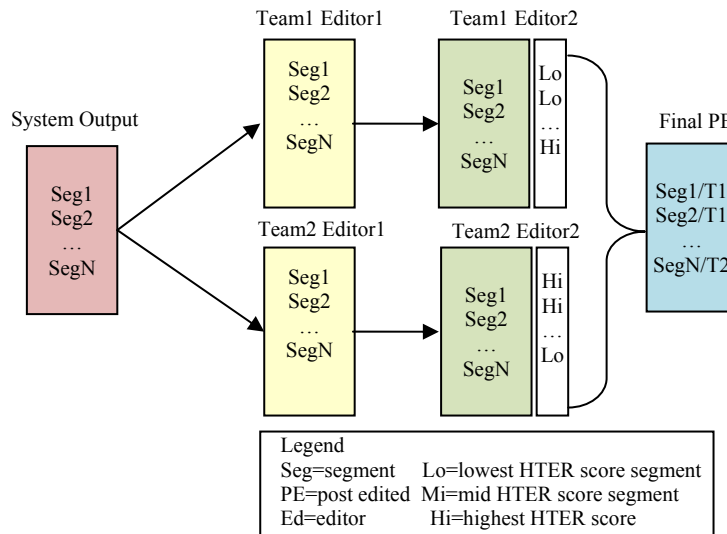 Team1 Editor1
Team1 Editor2
System Output
Final PE
Seg1
Seg2
…
SegN
Seg1
Seg2
…
SegN
Seg1
Seg2
…
SegN
Lo
Lo
…
Hi
Seg1/T1
Seg2/T1
…
SegN/T2
Team2 Editor1
Team2 Editor2
Seg1
Seg2
…
SegN
Seg1
Seg2
…
SegN
Hi
Hi
…
Lo
Legend
Seg=segment Lo=lowest HTER score segment
PE=post edited Mi=mid HTER score segment
Ed=editor Hi=highest HTER score